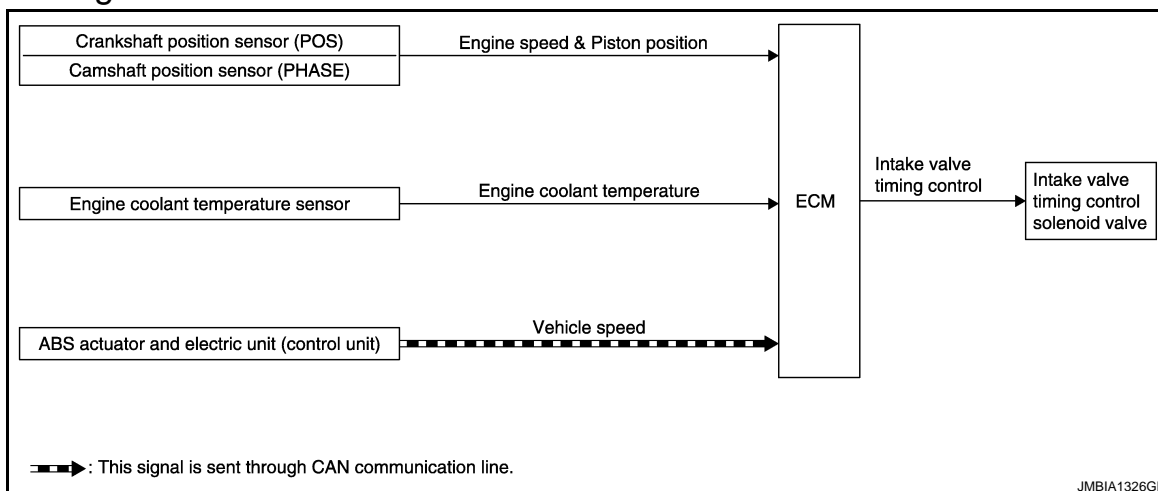 Crankshaft position sensor (POS)
Camshaft position sensor (PHASE)
Engine speed & Piston position
Engine coolant temperature sensor
Engine coolant temperature
ABS actuator and electric unit (control unit)
Vehicle speed
ECM
Intake valve
timing control
Intake valve
timing control
solenoid valve
: This signal is sent through CAN communication line.